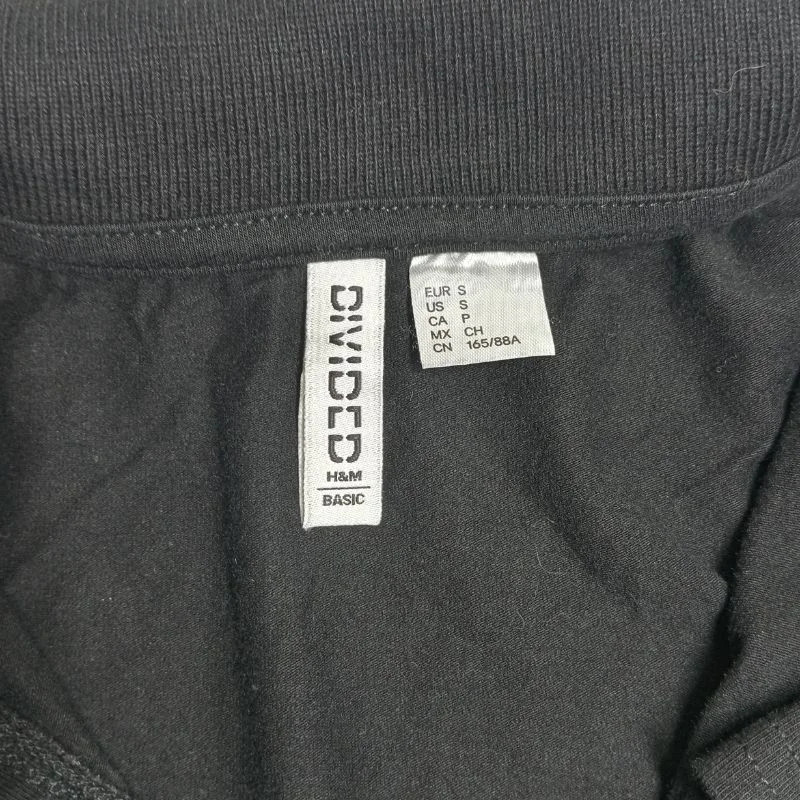 DIVIDED
H&M
BASIC
EUR S
US S
CA P
MX CH
CN 165/88A